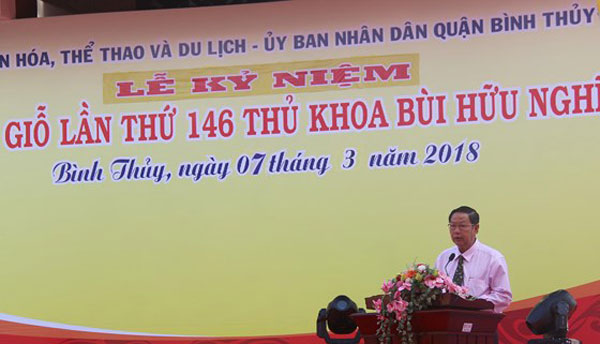 HÓA, THỂ THAO VÀ DU LỊCH - ỦY BAN NHÂN DÂN QUẬN BÌNH THỦY
LỄ KỶ NIỆM
GIỖ LẦN THỨ 146 THỦ KHOA BÙI HỮU NGHĨ
Bình Thủy, ngày 07 tháng 3 năm 2018